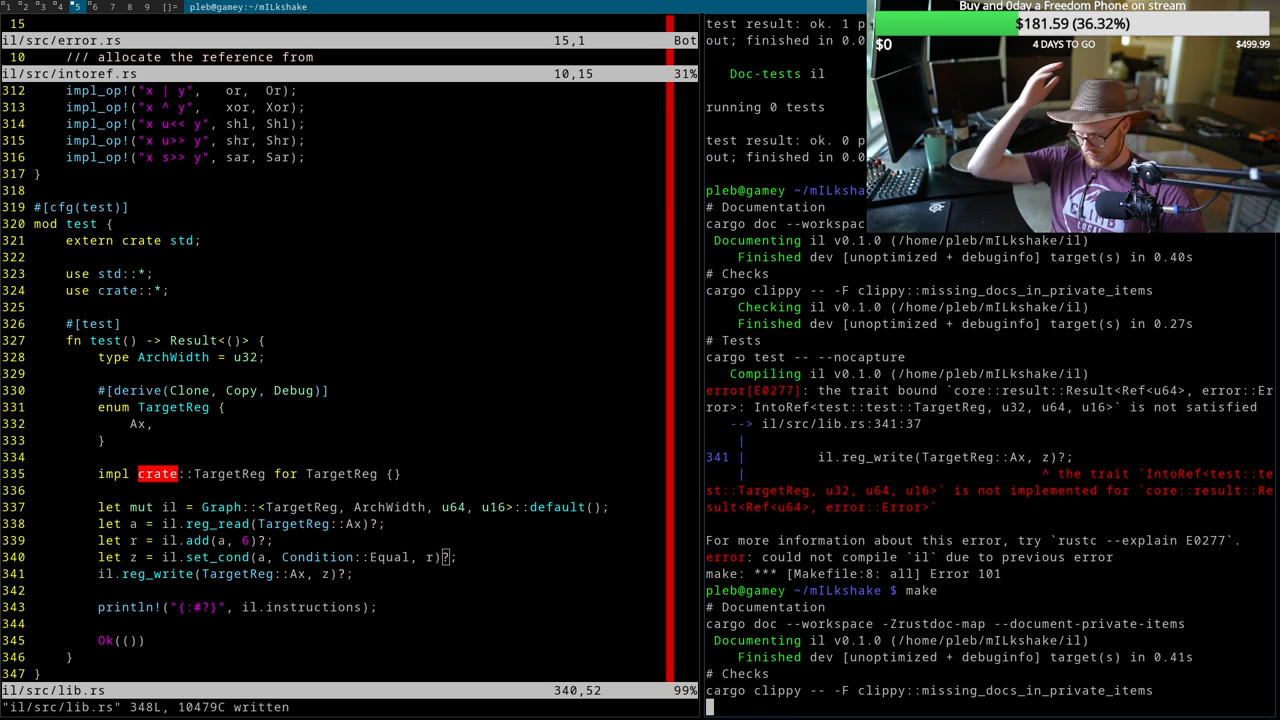 1 2 3 4 5 6 7 8 9 []= pleb@gamey:~/mILkshake
15
il/src/error.rs 15,1 Bot
10 /// allocate the reference from
il/src/intoref.rs 10,15 31%
312 impl_op!("x | y", or, Or);
313 impl_op!("x ^ y", xor, Xor);
314 impl_op!("x u<< y", shl, Shl);
315 impl_op!("x u>> y", shr, Shr);
316 impl_op!("x s>> y", sar, Sar);
317 }
318
319 #[cfg(test)]
320 mod test {
321 extern crate std;
322
323 use std::*;
324 use crate::*;
325
326 #[test]
327 fn test() -> Result<()> {
328 type ArchWidth = u32;
329
330 #[derive(Clone, Copy, Debug)]
331 enum TargetReg {
332 Ax,
333 }
334
335 impl crate::TargetReg for TargetReg {}
336
337 let mut il = Graph::<TargetReg, ArchWidth, u64, u16>::default();
338 let a = il.reg_read(TargetReg::Ax)?;
339 let r = il.add(a, 6)?;
340 let z = il.set_cond(a, Condition::Equal, r)?;
341 il.reg_write(TargetReg::Ax, z)?;
342
343 println!("{:#?}", il.instructions);
344
345 Ok(())
346 }
347 }
il/src/lib.rs 340,52 99%
"il/src/lib.rs" 348L, 10479C written
test result: ok. 1 p
out; finished in 0.0
Doc-tests il
running 0 tests
test result: ok. 0 p
out; finished in 0.0
pleb@gamey ~/mILksha
# Documentation
cargo doc --workspac
Documenting il v0.1.0 (/home/pleb/mILkshake/il)
Finished dev [unoptimized + debuginfo] target(s) in 0.40s
# Checks
cargo clippy -- -F clippy::missing_docs_in_private_items
Checking il v0.1.0 (/home/pleb/mILkshake/il)
Finished dev [unoptimized + debuginfo] target(s) in 0.27s
# Tests
cargo test -- --nocapture
Compiling il v0.1.0 (/home/pleb/mILkshake/il)
error[E0277]: the trait bound `core::result::Result<Ref<u64>, error::Er
ror>: IntoRef<test::test::TargetReg, u32, u64, u16>` is not satisfied
--> il/src/lib.rs:341:37
|
341 | il.reg_write(TargetReg::Ax, z)?;
| ^ the trait `IntoRef<test::te
st::TargetReg, u32, u64, u16>` is not implemented for `core::result::Re
sult<Ref<u64>, error::Error>`
For more information about this error, try `rustc --explain E0277`.
error: could not compile `il` due to previous error
make: *** [Makefile:8: all] Error 101
pleb@gamey ~/mILkshake $ make
# Documentation
cargo doc --workspace -Zrustdoc-map --document-private-items
Documenting il v0.1.0 (/home/pleb/mILkshake/il)
Finished dev [unoptimized + debuginfo] target(s) in 0.41s
# Checks
cargo clippy -- -F clippy::missing_docs_in_private_items
Buy and 0day a Freedom Phone on stream
$181.59 (36.32%)
$0 4 DAYS TO GO $499.99